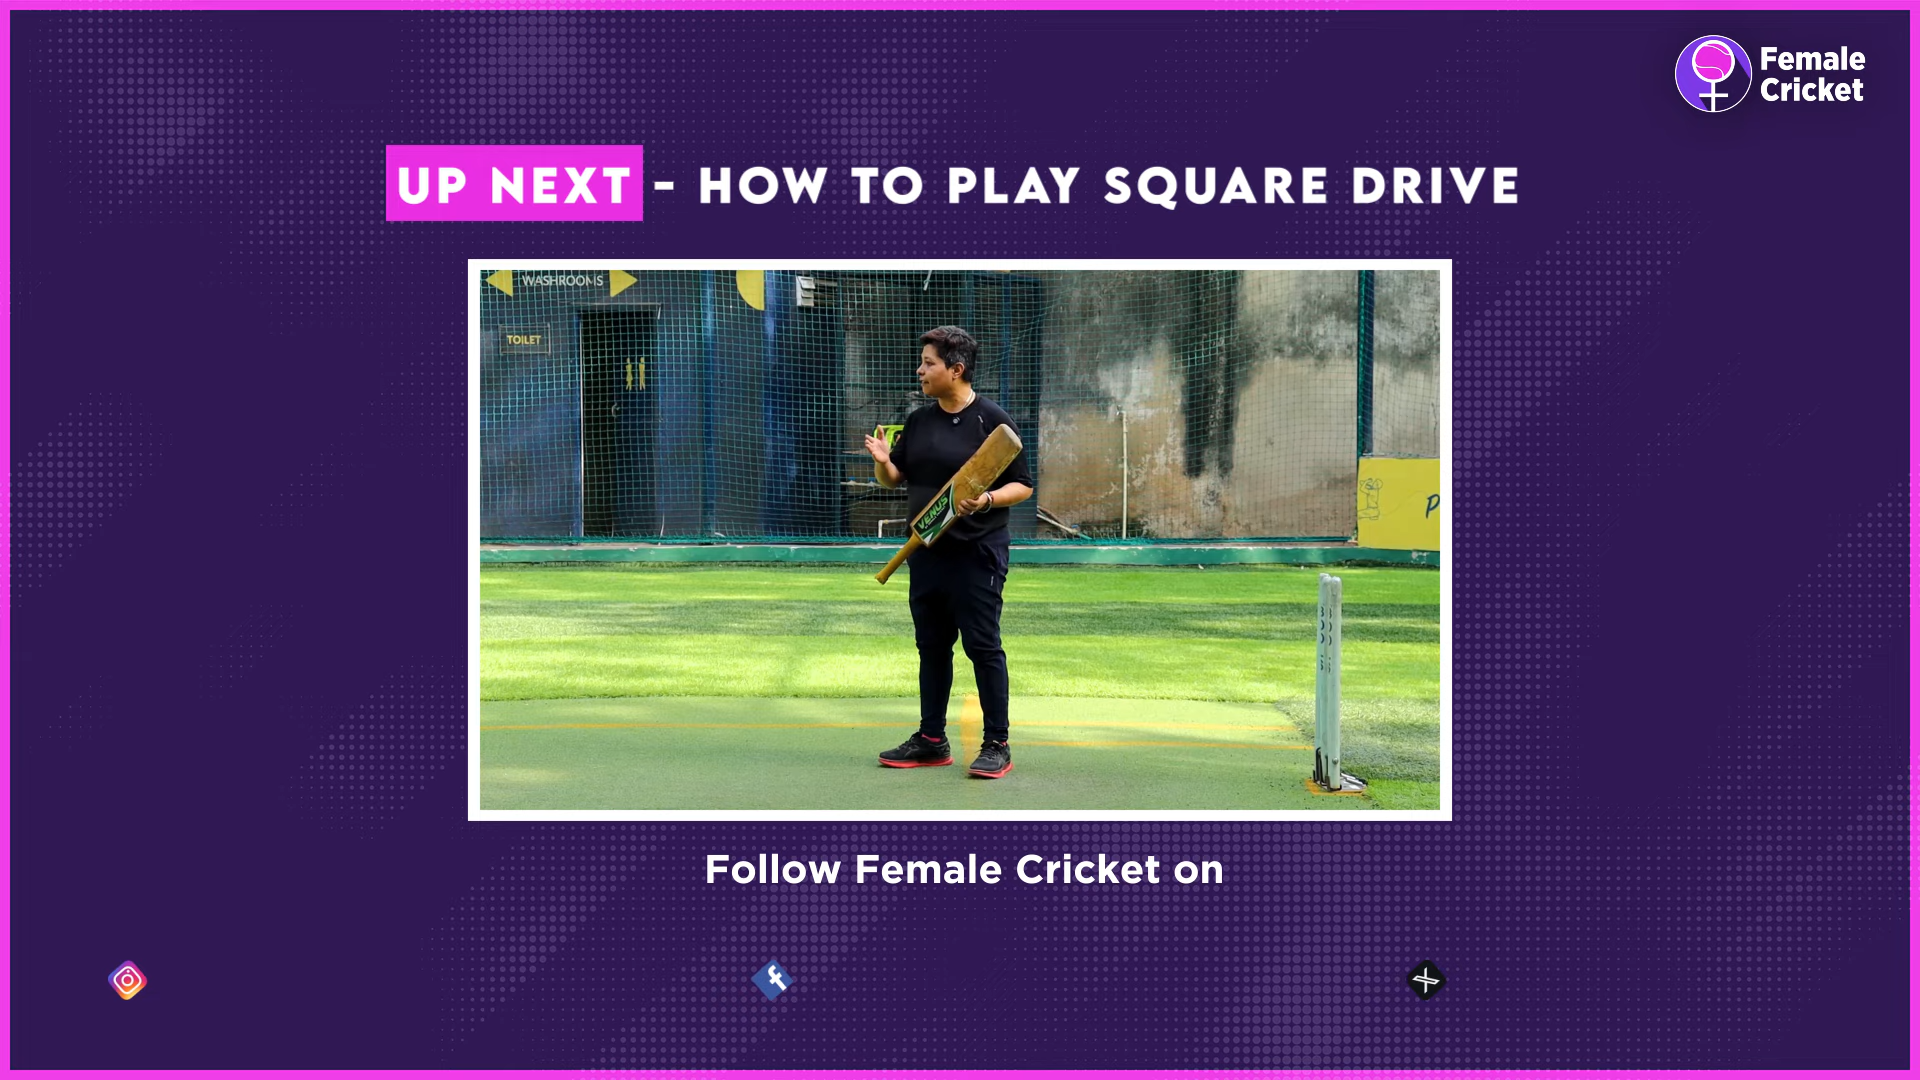 Female
Cricket
UP NEXT - HOW TO PLAY SQUARE DRIVE
WASHROOMS
TOILET
VENUS
P
Follow Female Cricket on